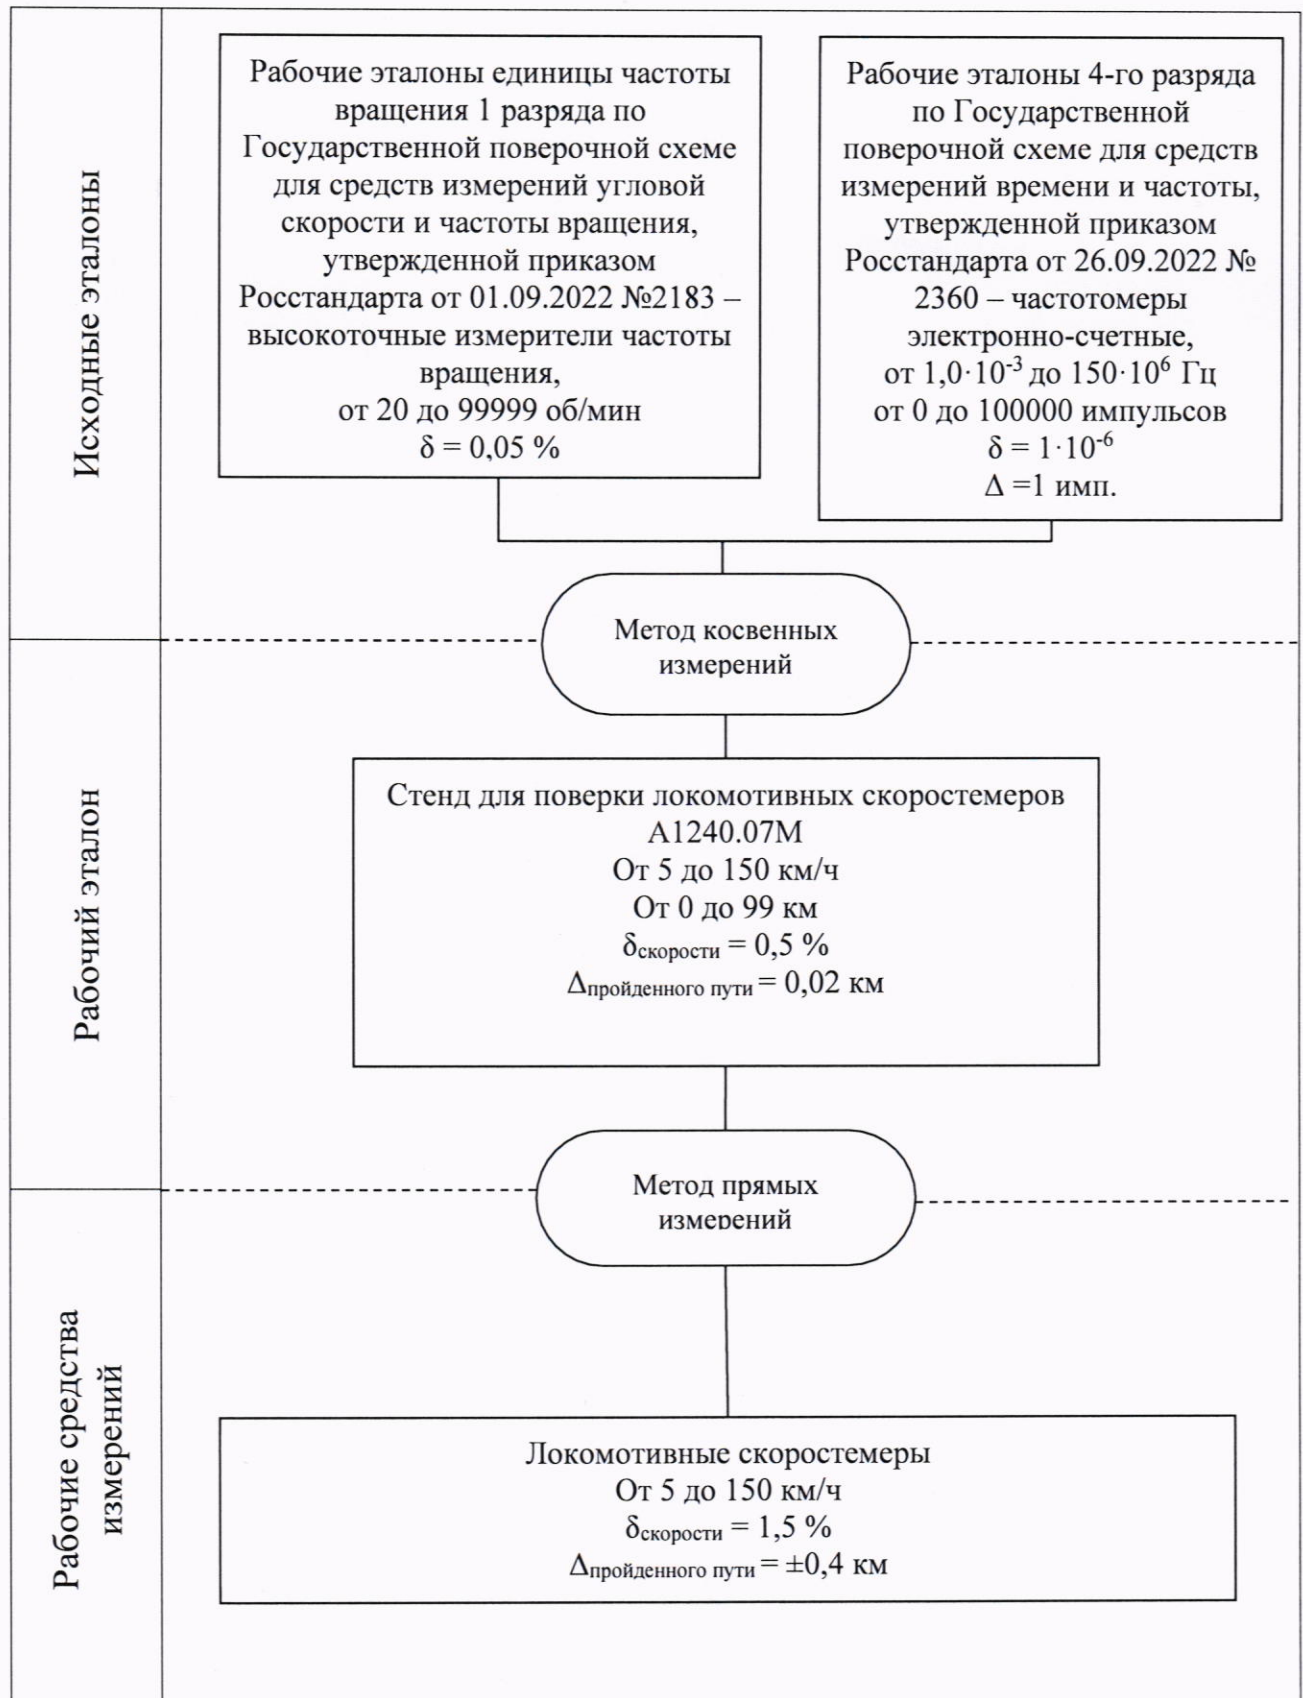 Исходные эталоны
Рабочие эталоны единицы частоты
вращения 1 разряда по
Государственной поверочной схеме
для средств измерений угловой
скорости и частоты вращения,
утвержденной приказом
Росстандарта от 01.09.2022 №2183 –
высокоточные измерители частоты
вращения,
от 20 до 99999 об/мин
δ = 0,05 %
Рабочие эталоны 4-го разряда
по Государственной
поверочной схеме для средств
измерений времени и частоты,
утвержденной приказом
Росстандарта от 26.09.2022 №
2360 – частотомеры
электронно-счетные,
от 1,0·10⁻³ до 150·10⁶ Гц
от 0 до 100000 импульсов
δ = 1·10⁻⁶
Δ =1 имп.
Метод косвенных
измерений
Рабочий эталон
Стенд для поверки локомотивных скоростемеров
А1240.07М
От 5 до 150 км/ч
От 0 до 99 км
δскорости = 0,5 %
Δпройденного пути = 0,02 км
Метод прямых
измерений
Рабочие средства
измерений
Локомотивные скоростемеры
От 5 до 150 км/ч
δскорости = 1,5 %
Δпройденного пути = ±0,4 км